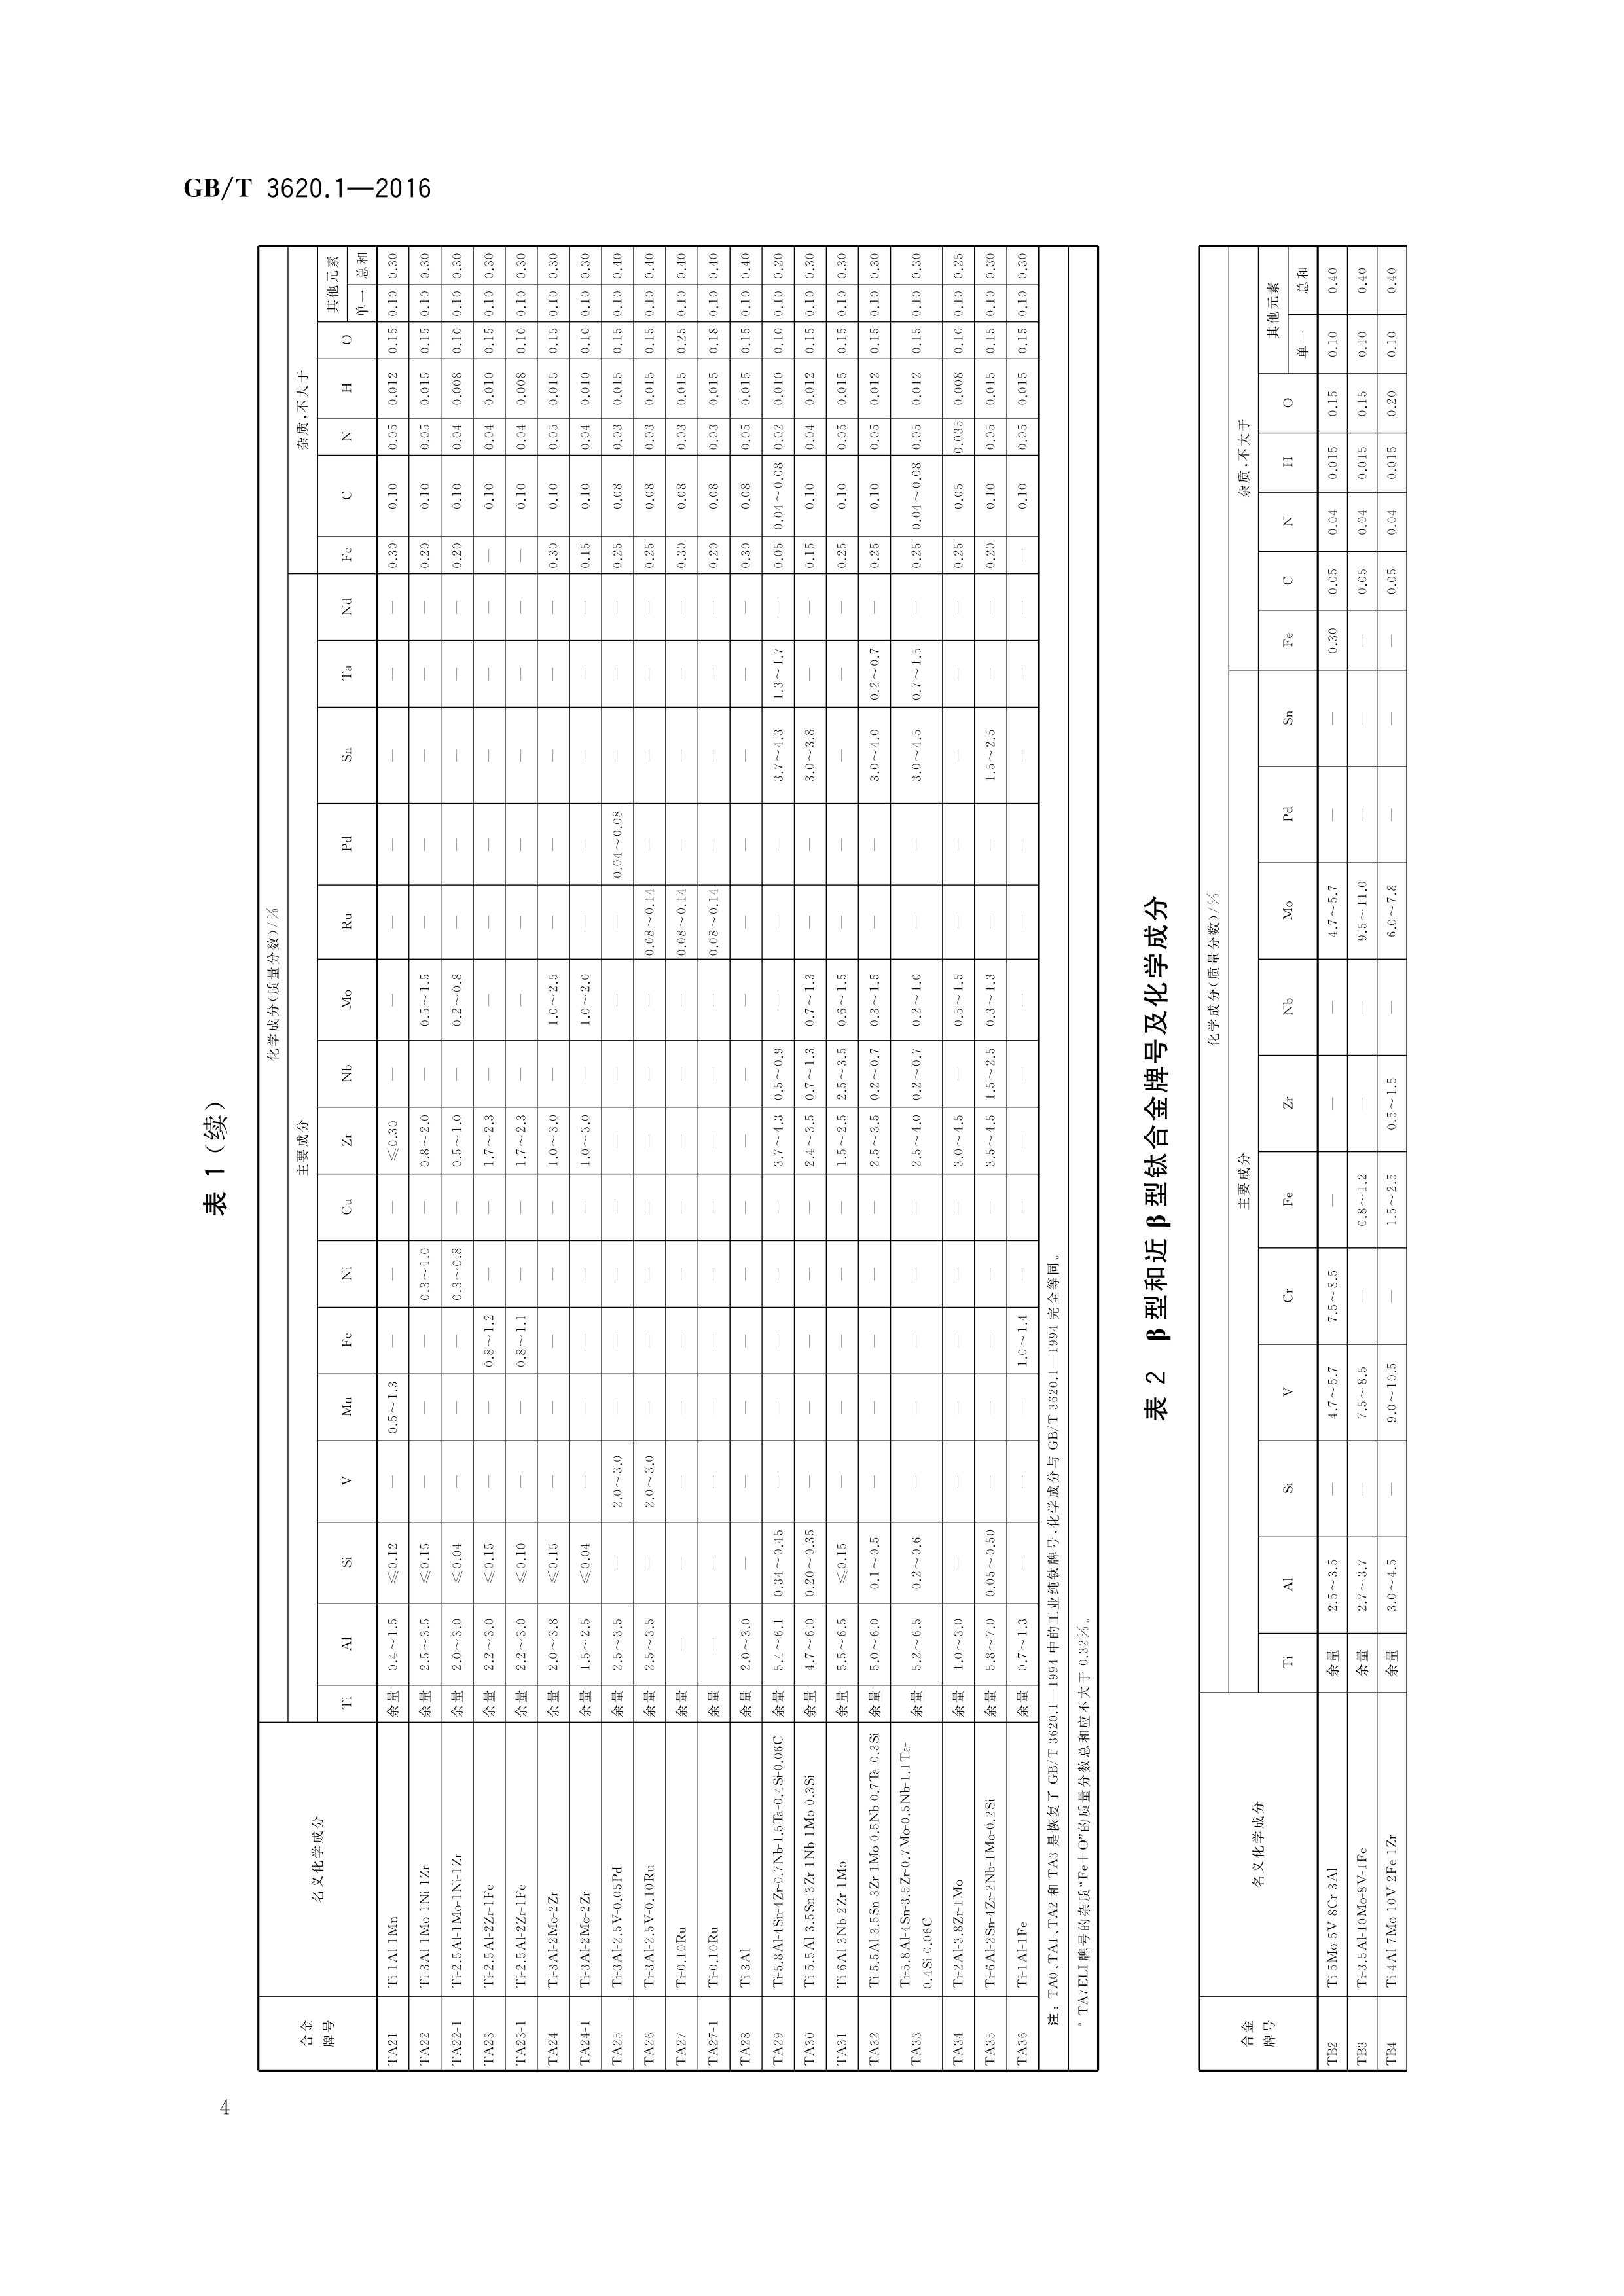 GB/T 3620.1—2016
表 1（续）
合金牌号 名义化学成分 化学成分(质量分数)/%
主要成分 杂质,不大于
Ti Al Si V Mn Fe Ni Cu Zr Nb Mo Ru Pd Sn Ta Nd Fe C N H O 其他元素
单一 总和
TA21 Ti-1Al-1Mn 余量 0.4～1.5 ≤0.12 — 0.5～1.3 — — — ≤0.30 — — — — — — — 0.30 0.10 0.05 0.012 0.15 0.10 0.30
TA22 Ti-3Al-1Mo-1Ni-1Zr 余量 2.5～3.5 ≤0.15 — — — 0.3～1.0 — 0.8～2.0 — 0.5～1.5 — — — — — 0.20 0.10 0.05 0.015 0.15 0.10 0.30
TA22-1 Ti-2.5Al-1Mo-1Ni-1Zr 余量 2.0～3.0 ≤0.04 — — — 0.3～0.8 — 0.5～1.0 — 0.2～0.8 — — — — — 0.20 0.10 0.04 0.008 0.10 0.10 0.30
TA23 Ti-2.5Al-2Zr-1Fe 余量 2.2～3.0 ≤0.15 — — 0.8～1.2 — — 1.7～2.3 — — — — — — — — 0.10 0.04 0.010 0.15 0.10 0.30
TA23-1 Ti-2.5Al-2Zr-1Fe 余量 2.2～3.0 ≤0.10 — — 0.8～1.1 — — 1.7～2.3 — — — — — — — — 0.10 0.04 0.008 0.10 0.10 0.30
TA24 Ti-3Al-2Mo-2Zr 余量 2.0～3.8 ≤0.15 — — — — — 1.0～3.0 — 1.0～2.5 — — — — — 0.30 0.10 0.05 0.015 0.15 0.10 0.30
TA24-1 Ti-3Al-2Mo-2Zr 余量 1.5～2.5 ≤0.04 — — — — — 1.0～3.0 — 1.0～2.0 — — — — — 0.15 0.10 0.04 0.010 0.10 0.10 0.30
TA25 Ti-3Al-2.5V-0.05Pd 余量 2.5～3.5 — 2.0～3.0 — — — — — — — — 0.04～0.08 — — — 0.25 0.08 0.03 0.015 0.15 0.10 0.40
TA26 Ti-3Al-2.5V-0.10Ru 余量 2.5～3.5 — 2.0～3.0 — — — — — — — 0.08～0.14 — — — — 0.25 0.08 0.03 0.015 0.15 0.10 0.40
TA27 Ti-0.10Ru 余量 — — — — — — — — — — 0.08～0.14 — — — — 0.30 0.08 0.03 0.015 0.25 0.10 0.40
TA27-1 Ti-0.10Ru 余量 — — — — — — — — — — 0.08～0.14 — — — — 0.20 0.08 0.03 0.015 0.18 0.10 0.40
TA28 Ti-3Al 余量 2.0～3.0 — — — — — — — — — — — — — — 0.30 0.08 0.05 0.015 0.15 0.10 0.40
TA29 Ti-5.8Al-4Sn-4Zr-0.7Nb-1.5Ta-0.4Si-0.06C 余量 5.4～6.1 0.34～0.45 — — — — — 3.7～4.3 0.5～0.9 — — — 3.7～4.3 1.3～1.7 — 0.05 0.04～0.08 0.02 0.010 0.10 0.10 0.20
TA30 Ti-5.5Al-3.5Sn-3Zr-1Nb-1Mo-0.3Si 余量 4.7～6.0 0.20～0.35 — — — — — 2.4～3.5 0.7～1.3 0.7～1.3 — — 3.0～3.8 — — 0.15 0.10 0.04 0.012 0.15 0.10 0.30
TA31 Ti-6Al-3Nb-2Zr-1Mo 余量 5.5～6.5 ≤0.15 — — — — — 1.5～2.5 2.5～3.5 0.6～1.5 — — — — — 0.25 0.10 0.05 0.015 0.15 0.10 0.30
TA32 Ti-5.5Al-3.5Sn-3Zr-1Mo-0.5Nb-0.7Ta-0.3Si 余量 5.0～6.0 0.1～0.5 — — — — — 2.5～3.5 0.2～0.7 0.3～1.5 — — 3.0～4.0 0.2～0.7 — 0.25 0.10 0.05 0.012 0.15 0.10 0.30
TA33 Ti-5.8Al-4Sn-3.5Zr-0.7Mo-0.5Nb-1.1Ta-
0.4Si-0.06C 余量 5.2～6.5 0.2～0.6 — — — — — 2.5～4.0 0.2～0.7 0.2～1.0 — — 3.0～4.5 0.7～1.5 — 0.25 0.04～0.08 0.05 0.012 0.15 0.10 0.30
TA34 Ti-2Al-3.8Zr-1Mo 余量 1.0～3.0 — — — — — — 3.0～4.5 — 0.5～1.5 — — — — — 0.25 0.05 0.035 0.008 0.10 0.10 0.25
TA35 Ti-6Al-2Sn-4Zr-2Nb-1Mo-0.2Si 余量 5.8～7.0 0.05～0.50 — — — — — 3.5～4.5 1.5～2.5 0.3～1.3 — — 1.5～2.5 — — 0.20 0.10 0.05 0.015 0.15 0.10 0.30
TA36 Ti-1Al-1Fe 余量 0.7～1.3 — — — 1.0～1.4 — — — — — — — — — — — 0.10 0.05 0.015 0.15 0.10 0.30
注：TA0、TA1、TA2 和 TA3 是恢复了 GB/T 3620.1—1994 中的工业纯钛牌号,化学成分与 GB/T 3620.1—1994 完全等同。
ᵃ TA7ELI 牌号的杂质“Fe+O”的质量分数总和应不大于 0.32%。
表 2 β 型和近 β 型钛合金牌号及化学成分
合金牌号 名义化学成分 化学成分(质量分数)/%
主要成分 杂质,不大于
Ti Al Si V Cr Fe Zr Nb Mo Pd Sn Fe C N H O 其他元素
单一 总和
TB2 Ti-5Mo-5V-8Cr-3Al 余量 2.5～3.5 — 4.7～5.7 7.5～8.5 — — — 4.7～5.7 — — 0.30 0.05 0.04 0.015 0.15 0.10 0.40
TB3 Ti-3.5Al-10Mo-8V-1Fe 余量 2.7～3.7 — 7.5～8.5 — 0.8～1.2 — — 9.5～11.0 — — — 0.05 0.04 0.015 0.15 0.10 0.40
TB4 Ti-4Al-7Mo-10V-2Fe-1Zr 余量 3.0～4.5 — 9.0～10.5 — 1.5～2.5 0.5～1.5 — 6.0～7.8 — — — 0.05 0.04 0.015 0.20 0.10 0.40
4